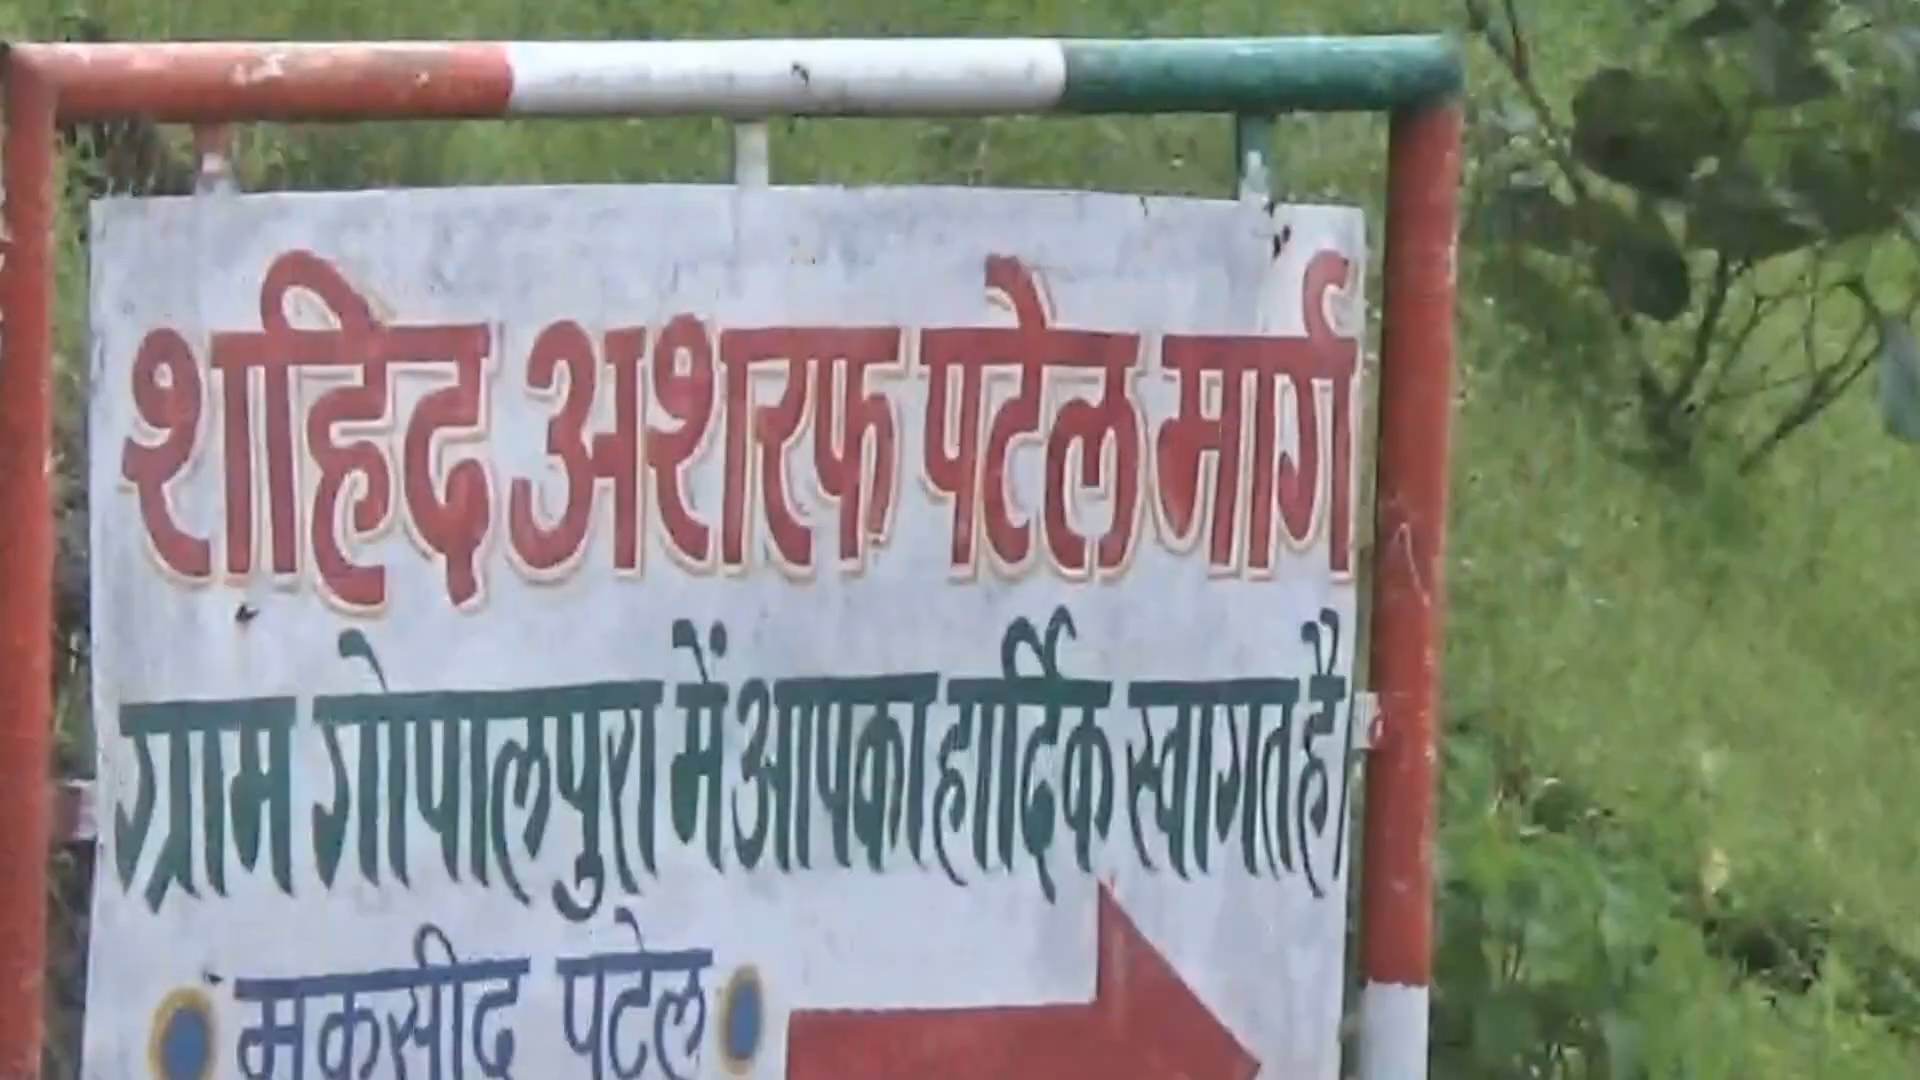 शहिद अशरफ पटेल मार्ग
ग्राम गोपालपुरा में आपका हार्दिक स्वागत है।
मकसीद पटेल